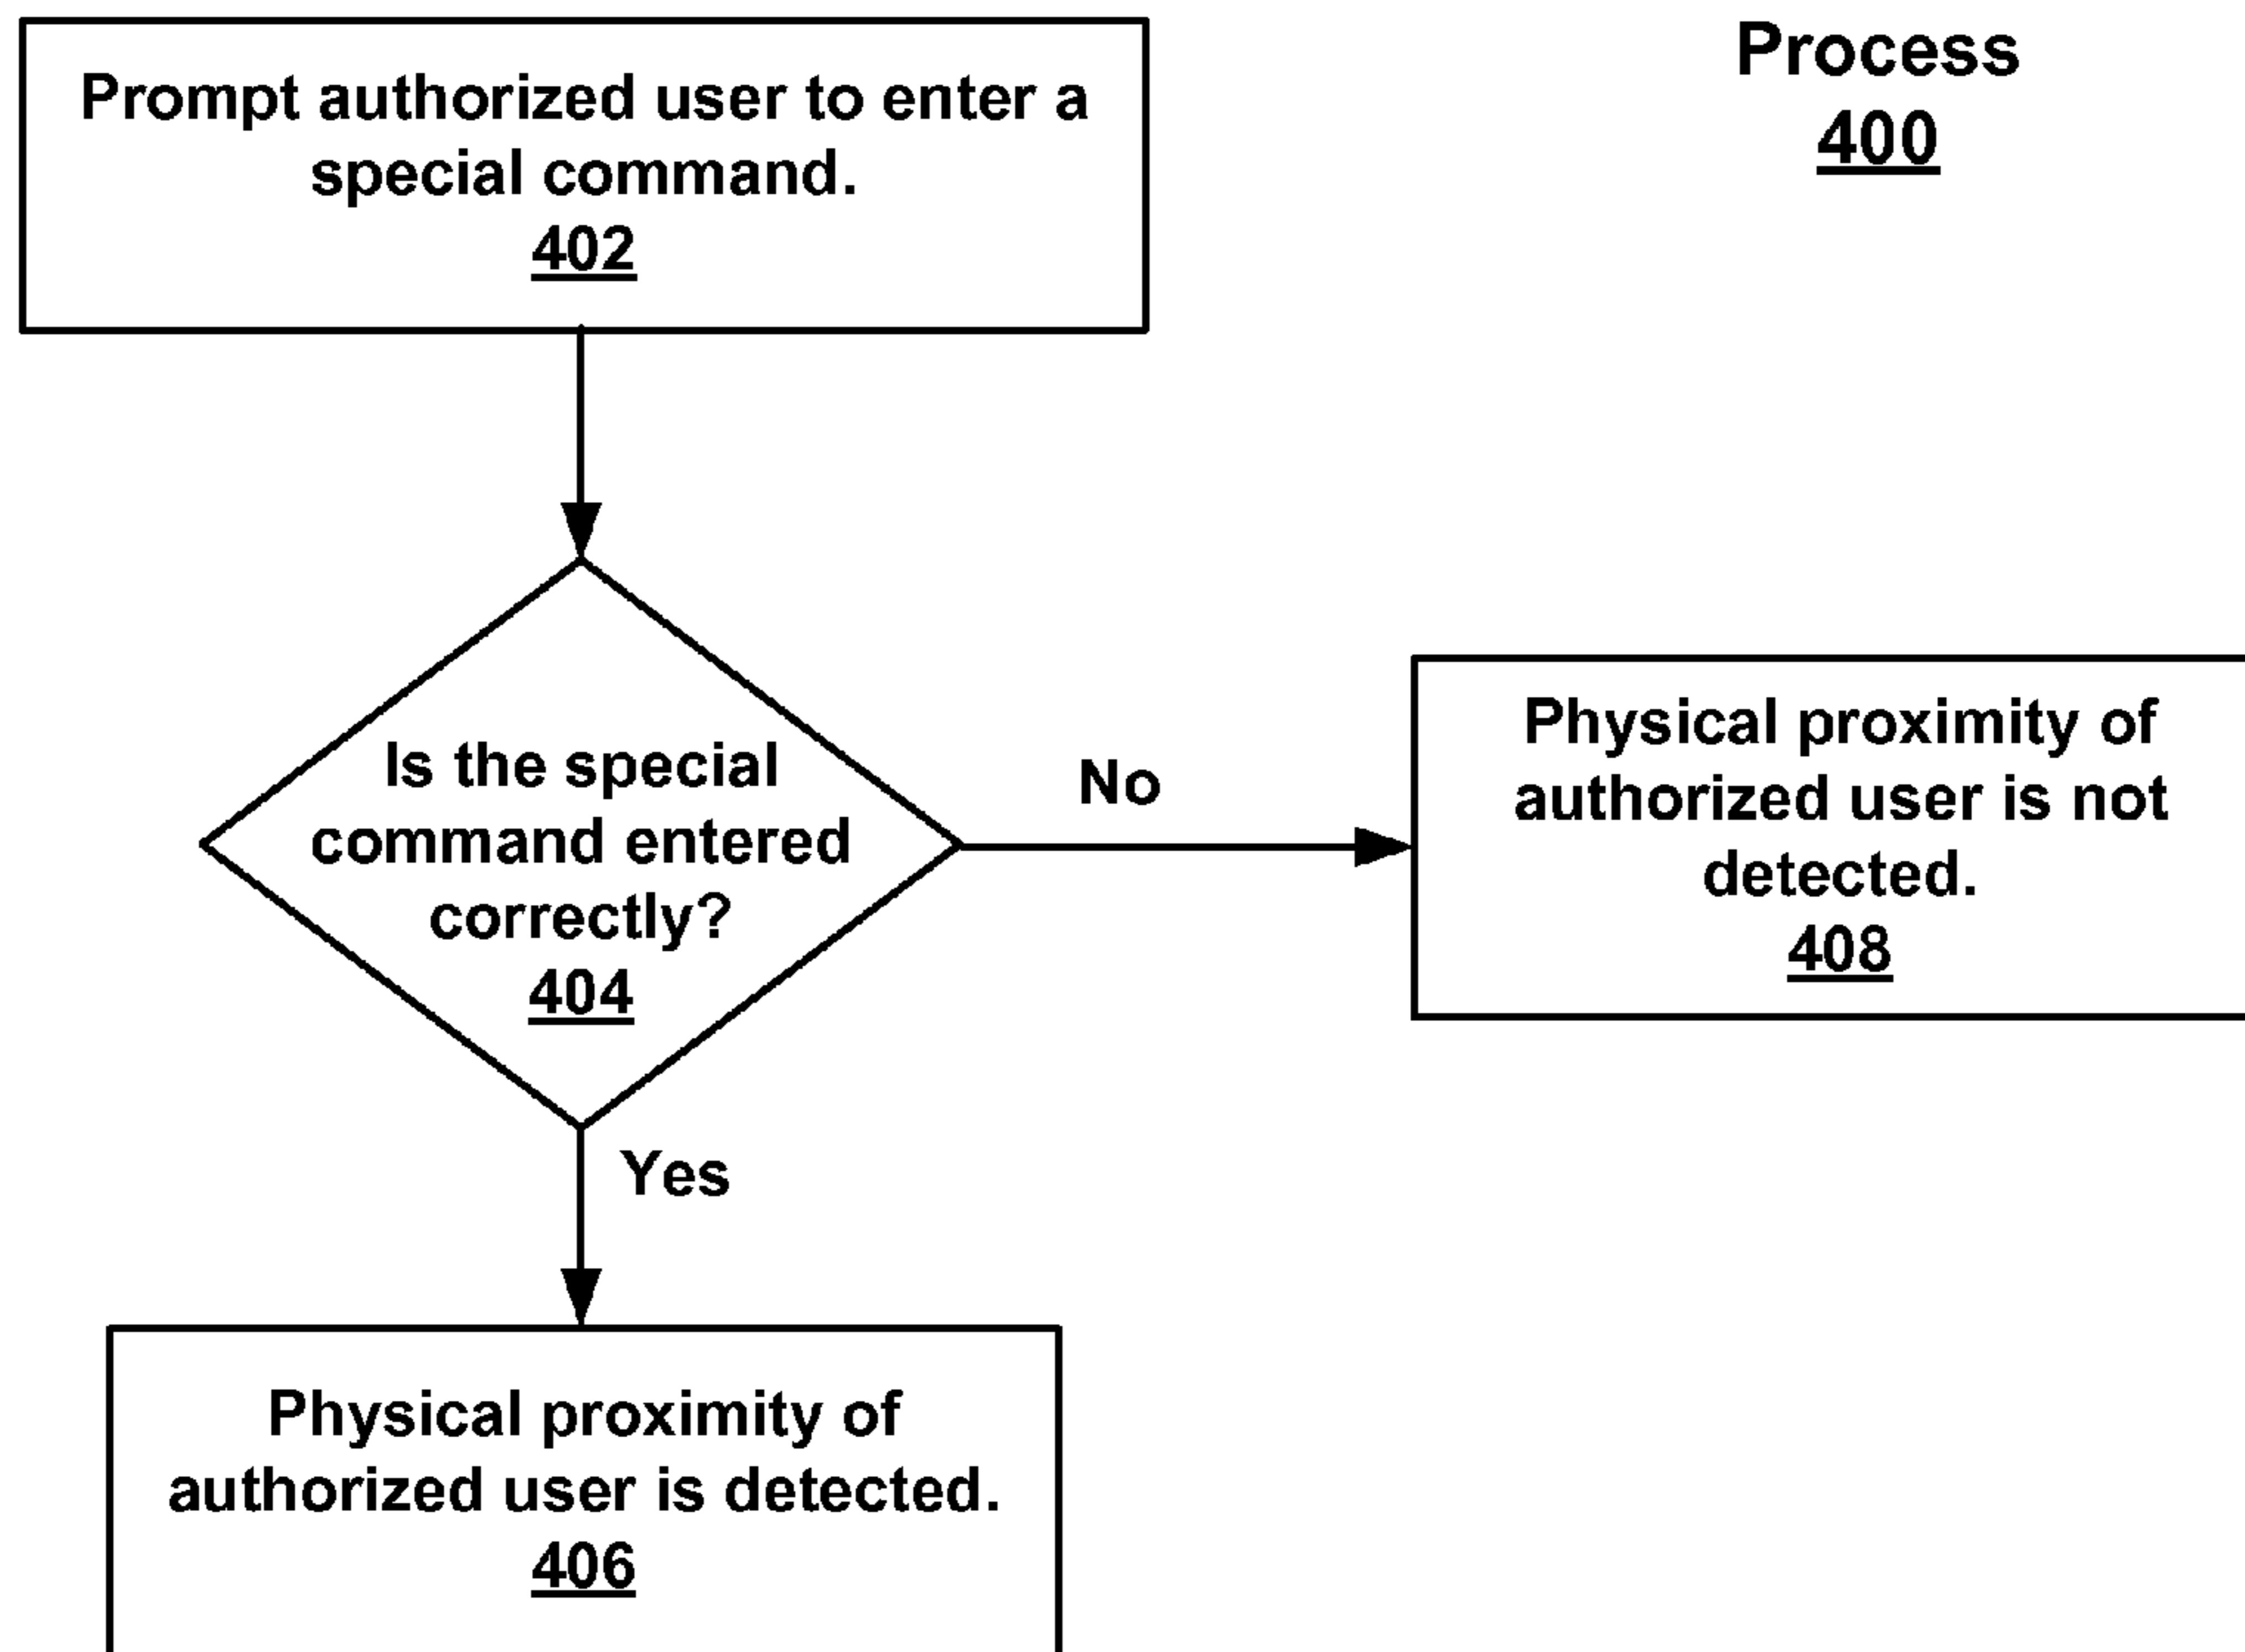 Process
400
Prompt authorized user to enter a
special command.
402
Is the special
command entered
correctly?
404
No
Physical proximity of
authorized user is not
detected.
408
Yes
Physical proximity of
authorized user is detected.
406